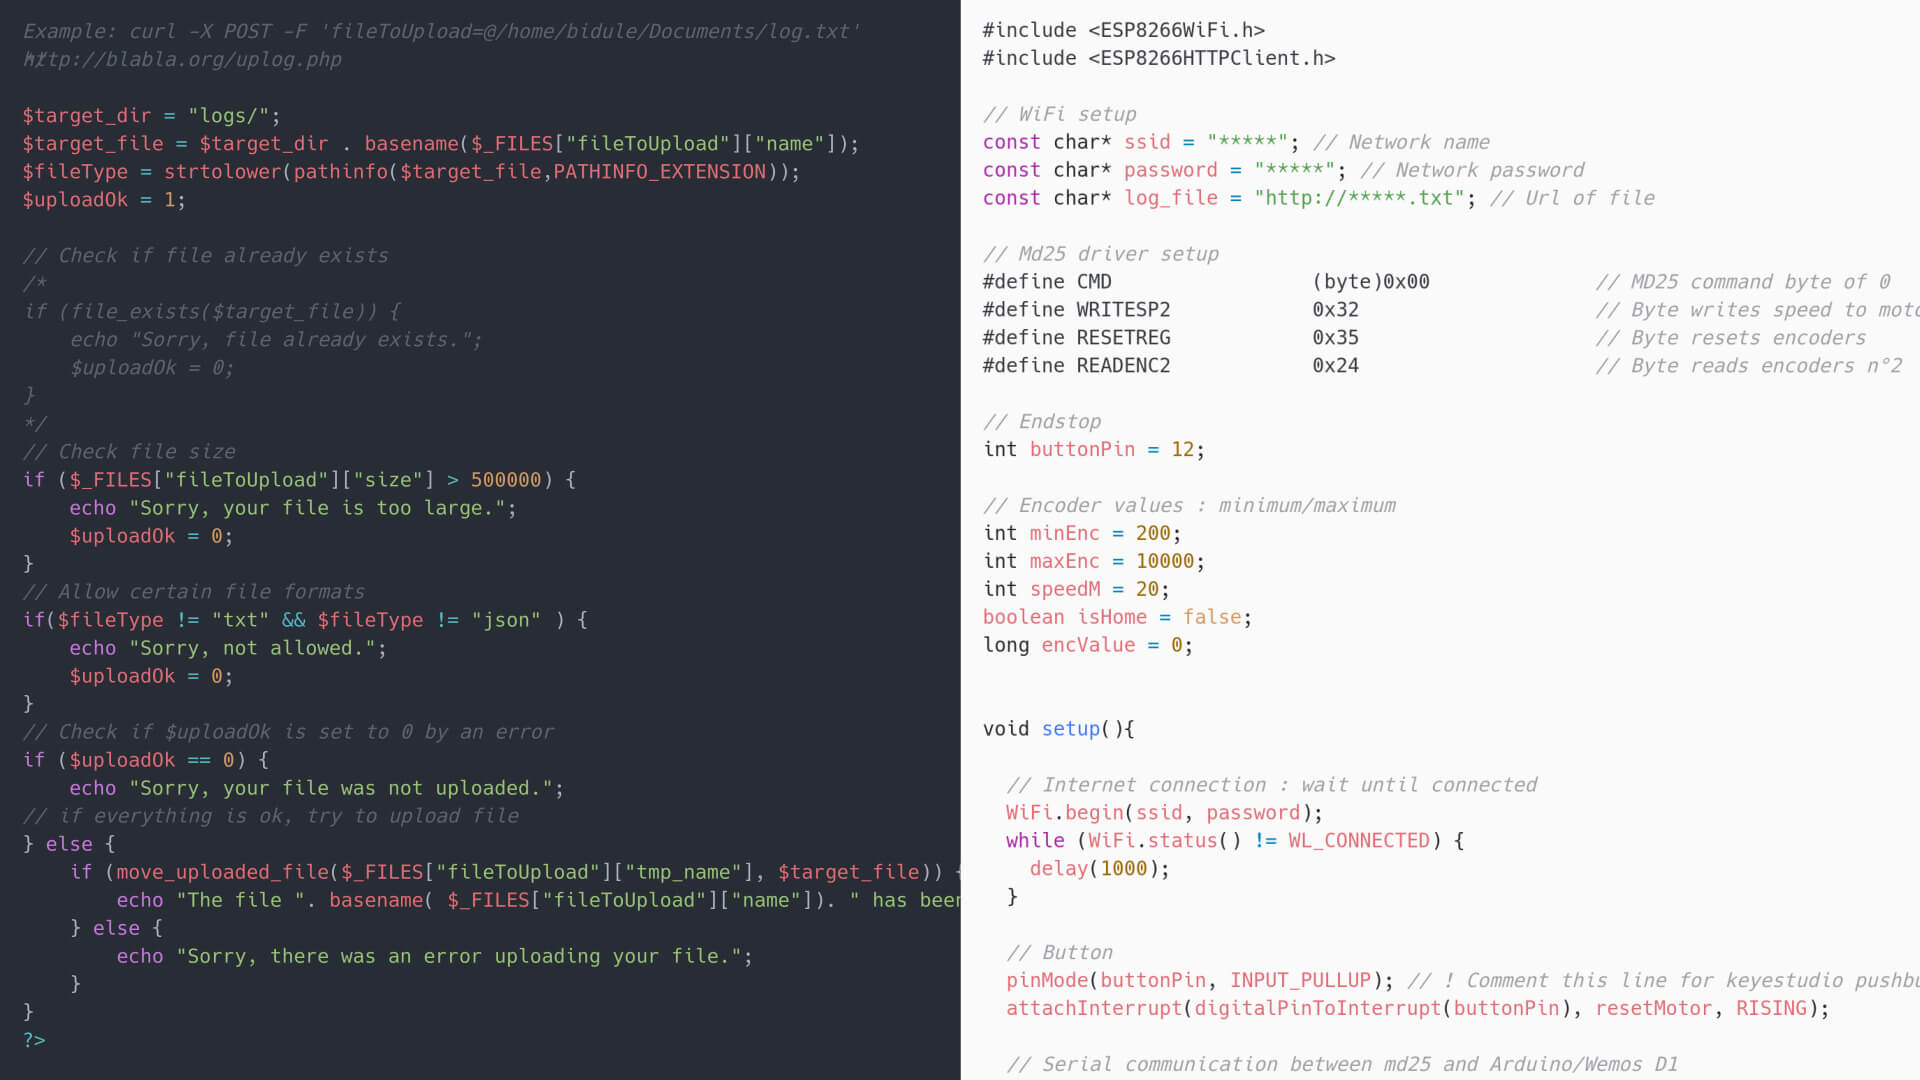 Example: curl -X POST -F 'fileToUpload=@/home/bidule/Documents/log.txt'
http://blabla.org/uplog.php
*/

$target_dir = "logs/";
$target_file = $target_dir . basename($_FILES["fileToUpload"]["name"]);
$fileType = strtolower(pathinfo($target_file,PATHINFO_EXTENSION));
$uploadOk = 1;

// Check if file already exists
/*
if (file_exists($target_file)) {
    echo "Sorry, file already exists.";
    $uploadOk = 0;
}
*/
// Check file size
if ($_FILES["fileToUpload"]["size"] > 500000) {
    echo "Sorry, your file is too large.";
    $uploadOk = 0;
}
// Allow certain file formats
if($fileType != "txt" && $fileType != "json" ) {
    echo "Sorry, not allowed.";
    $uploadOk = 0;
}
// Check if $uploadOk is set to 0 by an error
if ($uploadOk == 0) {
    echo "Sorry, your file was not uploaded.";
// if everything is ok, try to upload file
} else {
    if (move_uploaded_file($_FILES["fileToUpload"]["tmp_name"], $target_file)) {
        echo "The file ". basename( $_FILES["fileToUpload"]["name"]). " has been
    } else {
        echo "Sorry, there was an error uploading your file.";
    }
}
?>

#include <ESP8266WiFi.h>
#include <ESP8266HTTPClient.h>

// WiFi setup
const char* ssid = "*****"; // Network name
const char* password = "*****"; // Network password
const char* log_file = "http://*****.txt"; // Url of file

// Md25 driver setup
#define CMD                 (byte)0x00              // MD25 command byte of 0
#define WRITESP2            0x32                    // Byte writes speed to moto
#define RESETREG            0x35                    // Byte resets encoders
#define READENC2            0x24                    // Byte reads encoders n°2

// Endstop
int buttonPin = 12;

// Encoder values : minimum/maximum
int minEnc = 200;
int maxEnc = 10000;
int speedM = 20;
boolean isHome = false;
long encValue = 0;


void setup(){

  // Internet connection : wait until connected
  WiFi.begin(ssid, password);
  while (WiFi.status() != WL_CONNECTED) {
    delay(1000);
  }

  // Button
  pinMode(buttonPin, INPUT_PULLUP); // ! Comment this line for keyestudio pushbu
  attachInterrupt(digitalPinToInterrupt(buttonPin), resetMotor, RISING);

  // Serial communication between md25 and Arduino/Wemos D1